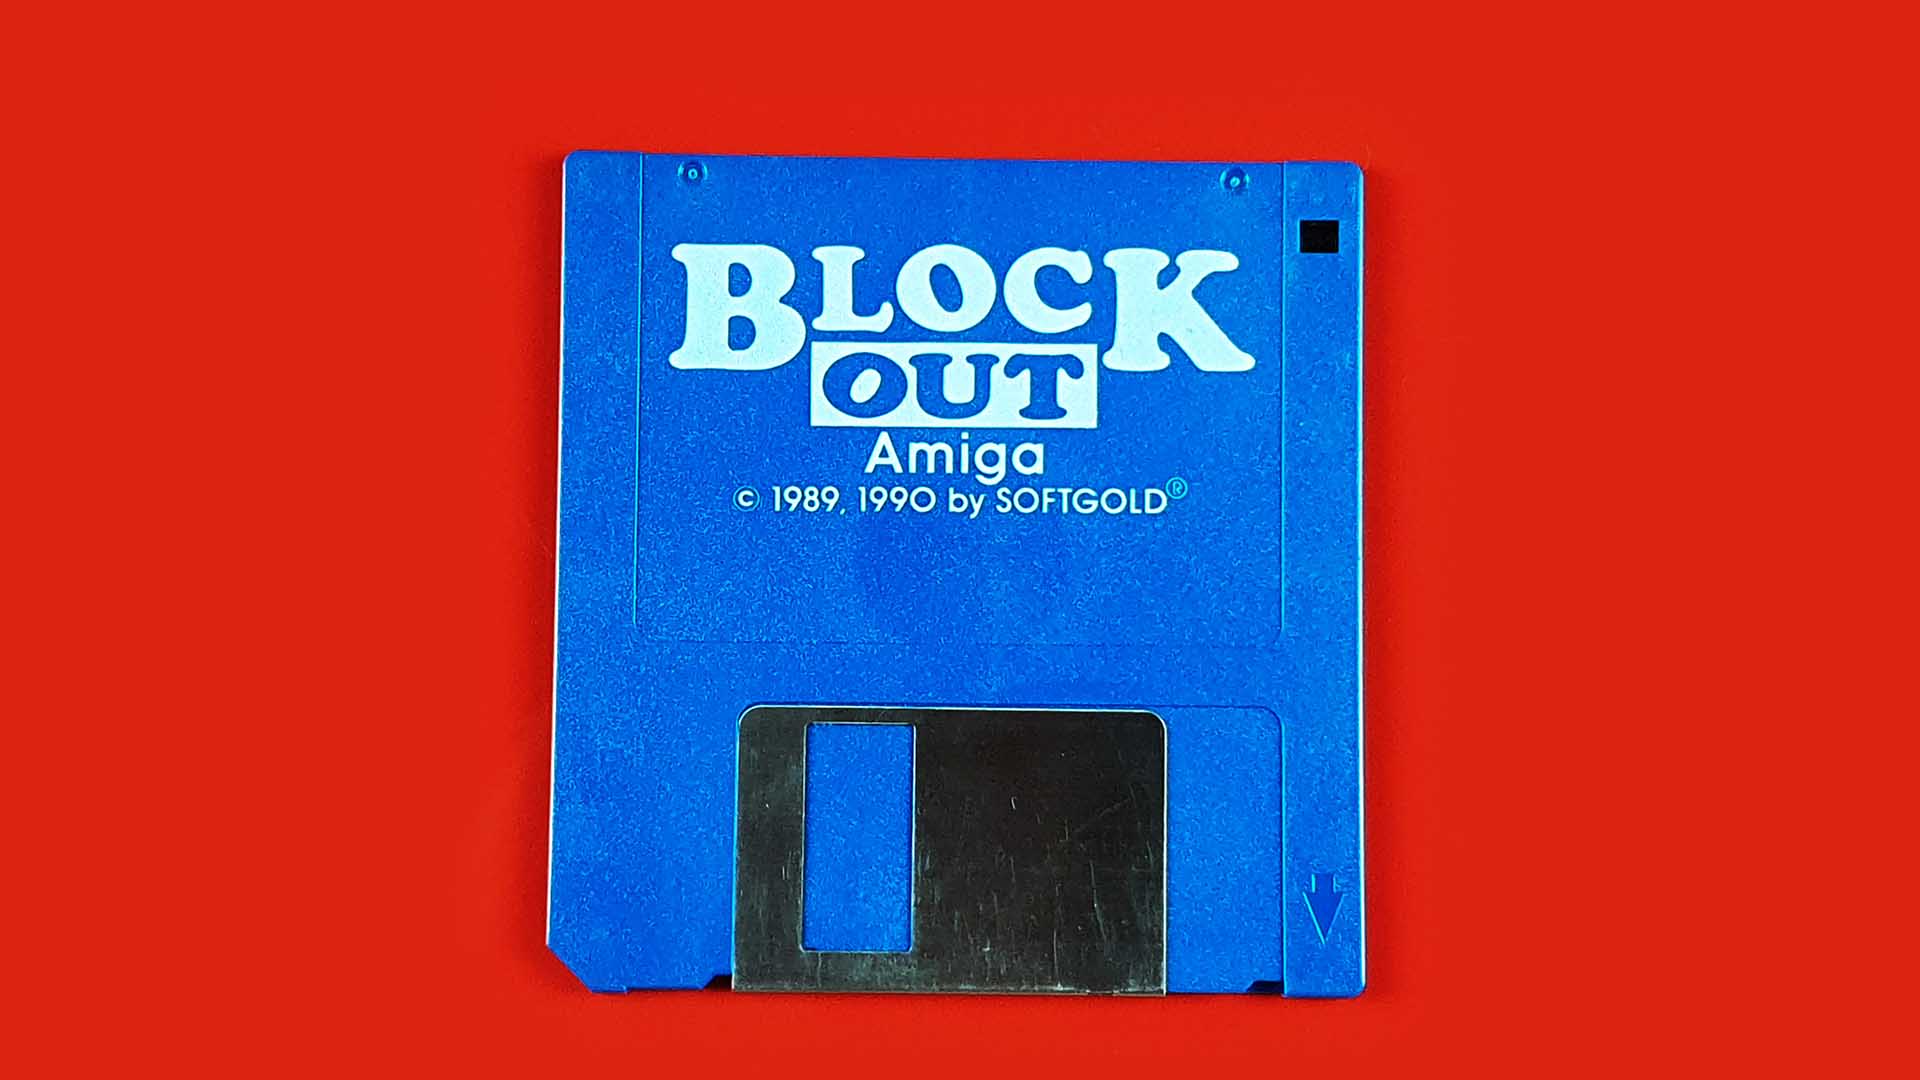 BLOCK
OUT
Amiga
© 1989, 1990 by SOFTGOLD®